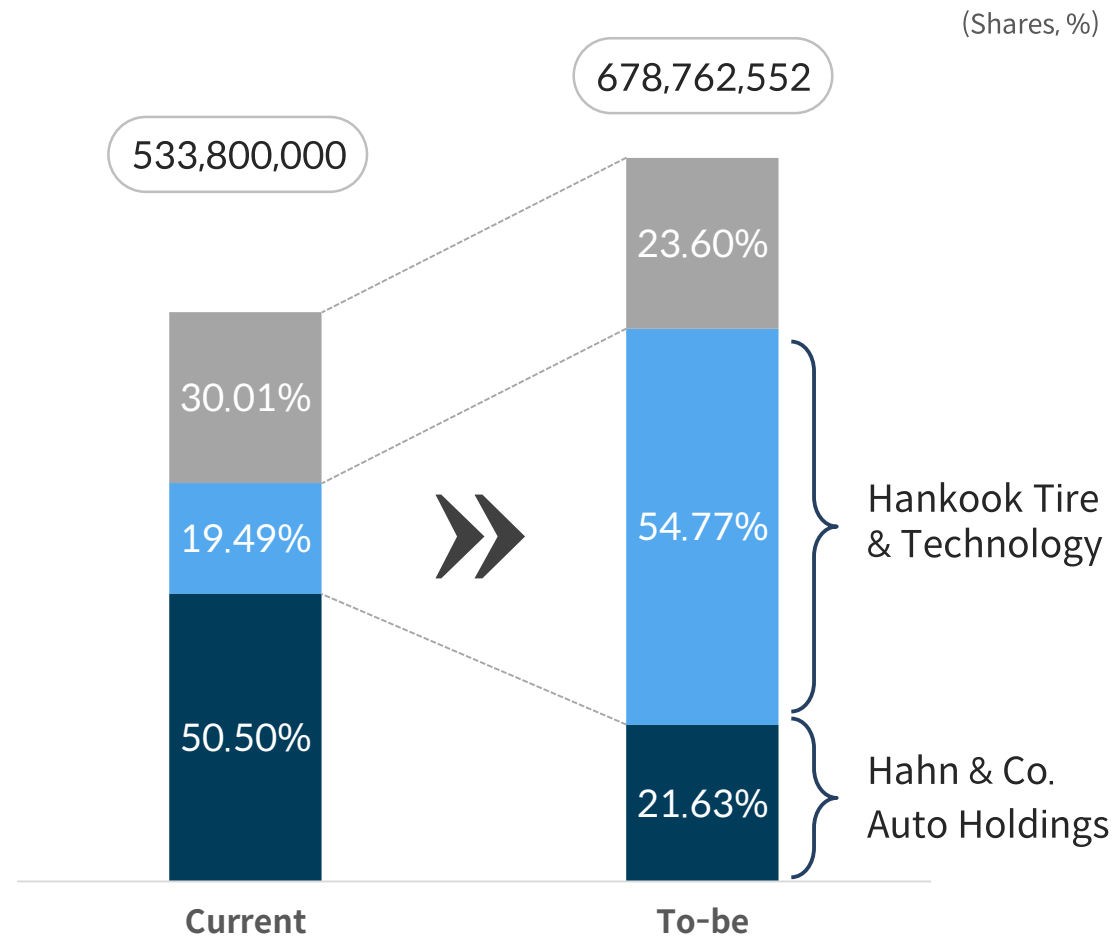 (Shares, %)
678,762,552
533,800,000
23.60%
30.01%
19.49%
54.77%
Hankook Tire
& Technology
50.50%
21.63%
Hahn & Co.
Auto Holdings
Current
To-be